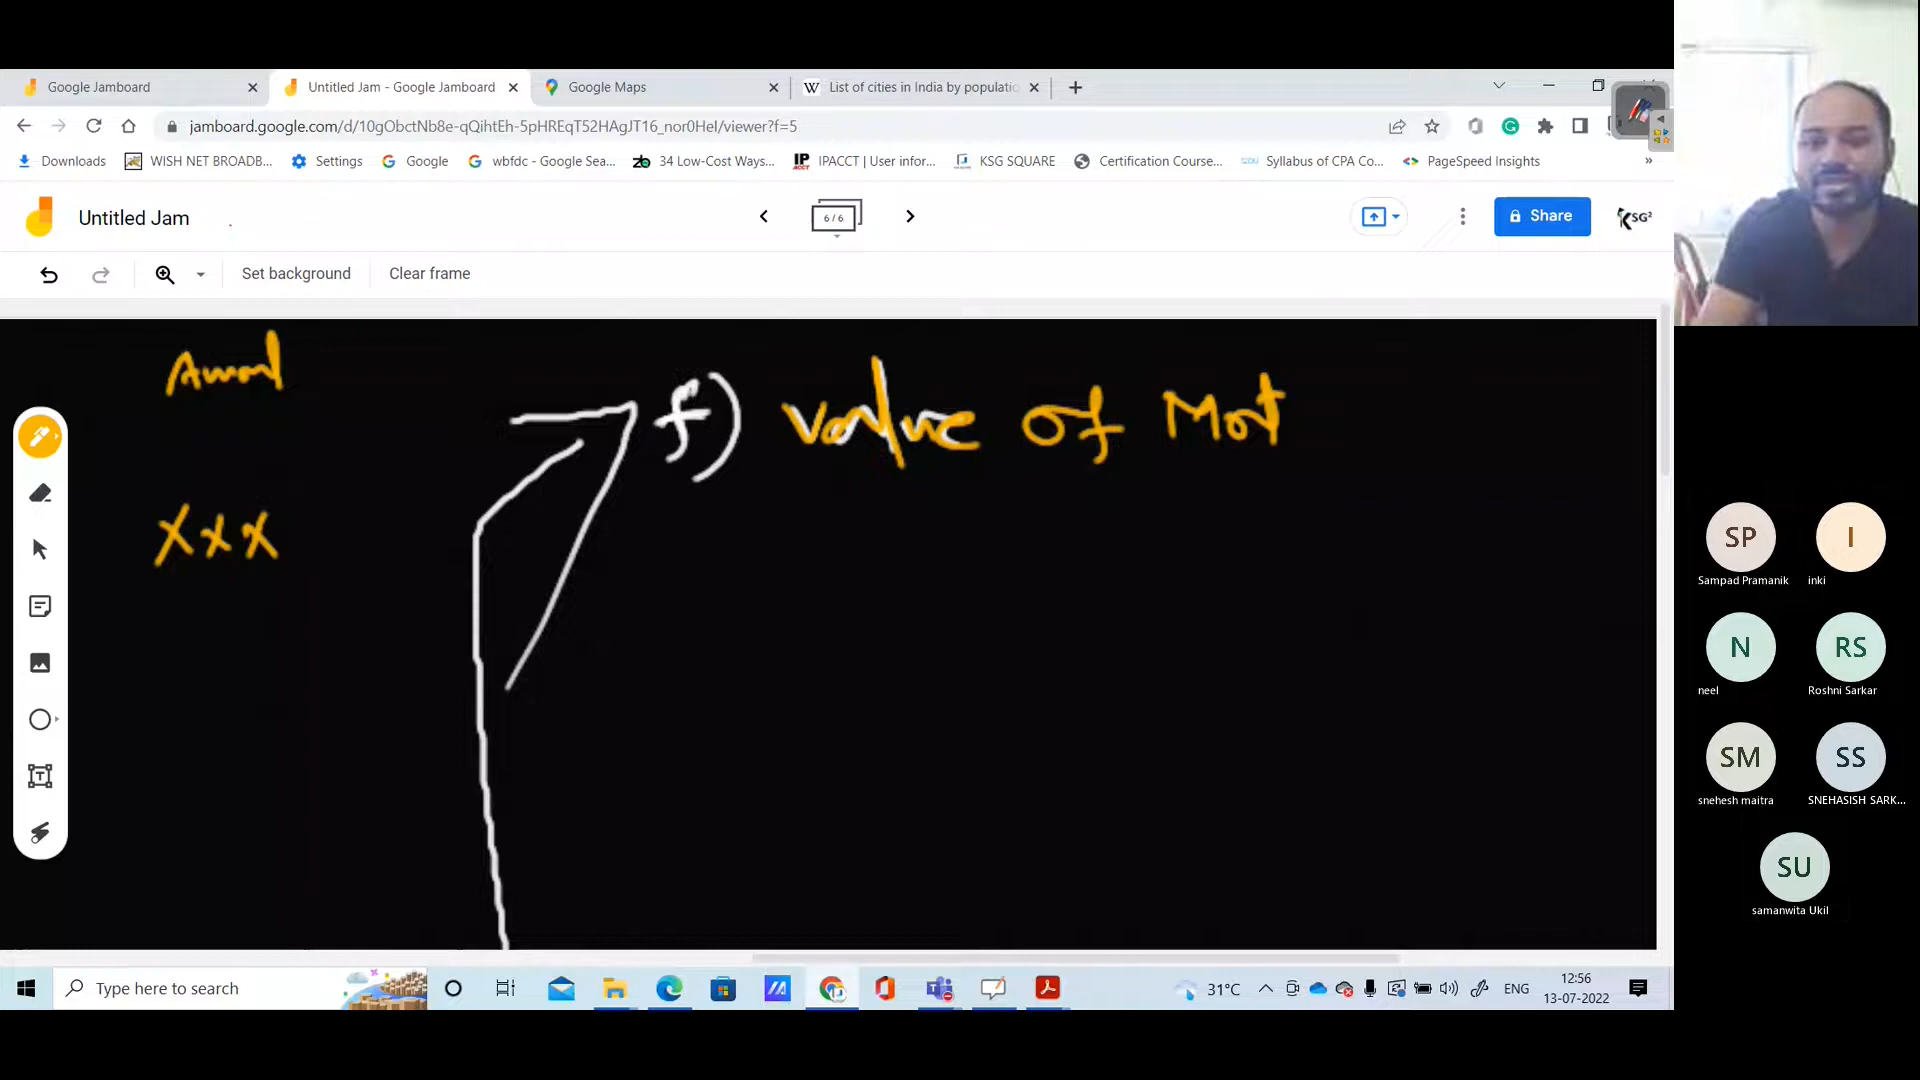 Google Jamboard
Untitled Jam - Google Jamboard
Google Maps
List of cities in India by populatio
jamboard.google.com/d/10gObctNb8e-qQihtEh-5pHREqT52HAgJT16_nor0HeI/viewer?f=5
Downloads
WISH NET BROADB...
Settings
Google
wbfdc - Google Sea...
34 Low-Cost Ways...
IPACCT | User infor...
KSG SQUARE
Certification Course...
Syllabus of CPA Co...
PageSpeed Insights
Untitled Jam
6 / 6
Share
KSG²
Set background
Clear frame
f) value of Mot
xxx
SP
Sampad Pramanik
I
inki
N
neel
RS
Roshni Sarkar
SM
snehesh maitra
SS
SNEHASISH SARK...
SU
samanwita Ukil
Type here to search
31°C
ENG
12:56
13-07-2022